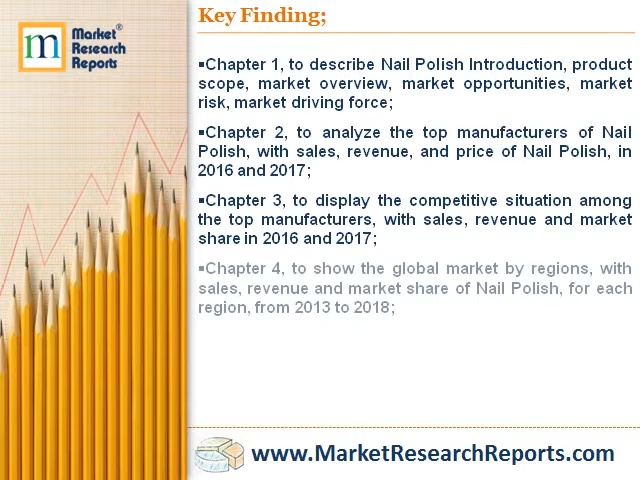 m
Market®
Research
Reports
Key Finding;
▪Chapter 1, to describe Nail Polish Introduction, product
scope, market overview, market opportunities, market
risk, market driving force;
▪Chapter 2, to analyze the top manufacturers of Nail
Polish, with sales, revenue, and price of Nail Polish, in
2016 and 2017;
▪Chapter 3, to display the competitive situation among
the top manufacturers, with sales, revenue and market
share in 2016 and 2017;
▪Chapter 4, to show the global market by regions, with
sales, revenue and market share of Nail Polish, for each
region, from 2013 to 2018;
www.MarketResearchReports.com